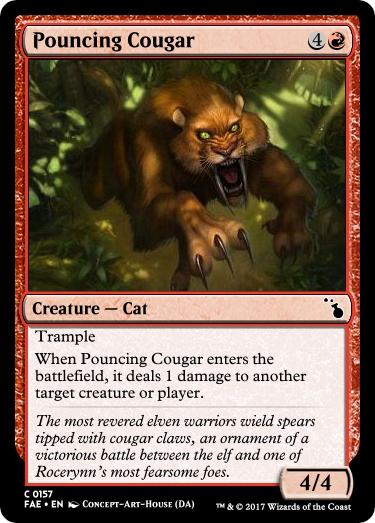 Pouncing Cougar 4
Creature — Cat
Trample
When Pouncing Cougar enters the
battlefield, it deals 1 damage to another
target creature or player.
The most revered elven warriors wield spears
tipped with cougar claws, an ornament of a
victorious battle between the elf and one of
Rocerynn's most fearsome foes.
4/4
C 0157
FAE • EN Concept-Art-House (DA) ™ & © 2017 Wizards of the Coast